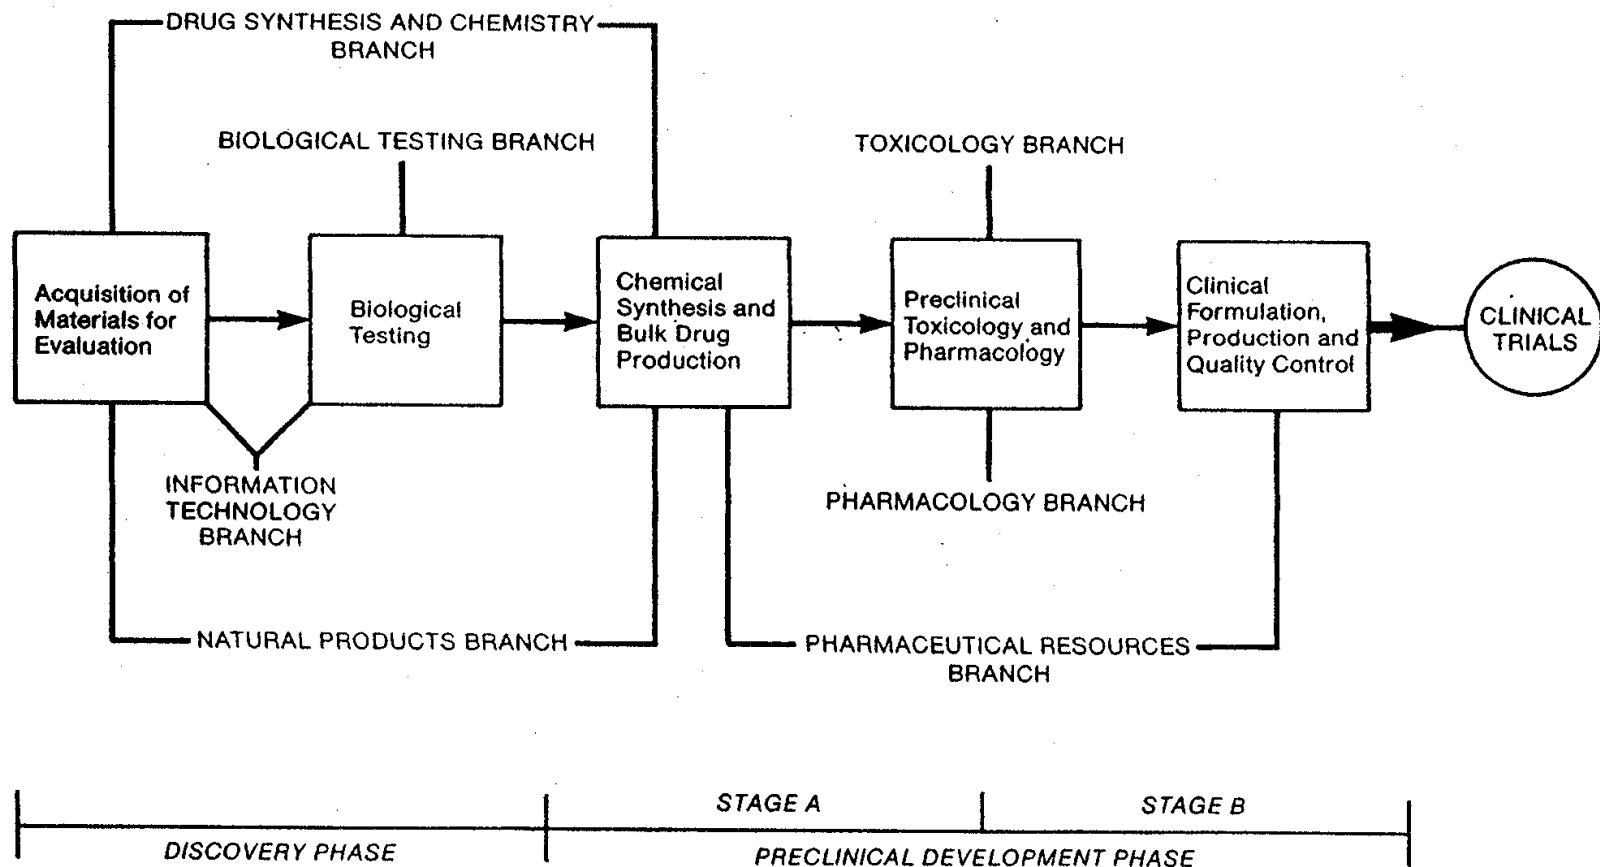 DRUG SYNTHESIS AND CHEMISTRY
BRANCH
BIOLOGICAL TESTING BRANCH
TOXICOLOGY BRANCH
Acquisition of
Materials for
Evaluation
Biological
Testing
Chemical
Synthesis and
Bulk Drug
Production
Preclinical
Toxicology and
Pharmacology
Clinical
Formulation,
Production and
Quality Control
CLINICAL
TRIALS
INFORMATION
TECHNOLOGY
BRANCH
PHARMACOLOGY BRANCH
NATURAL PRODUCTS BRANCH
PHARMACEUTICAL RESOURCES
BRANCH
STAGE A
STAGE B
DISCOVERY PHASE
PRECLINICAL DEVELOPMENT PHASE